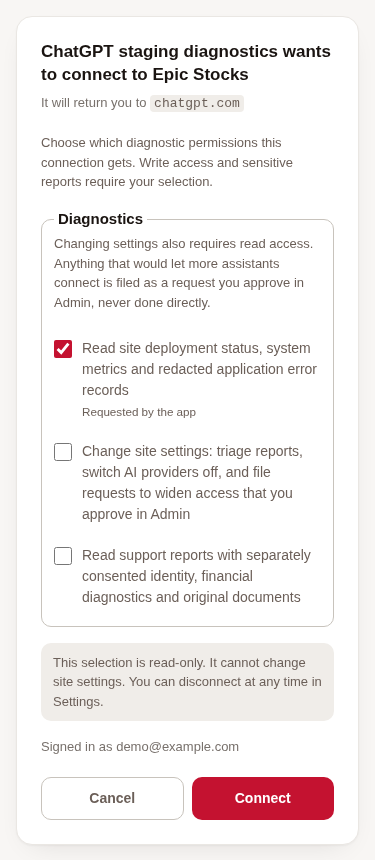 ChatGPT staging diagnostics wants
to connect to Epic Stocks
It will return you to chatgpt.com
Choose which diagnostic permissions this
connection gets. Write access and sensitive
reports require your selection.
Diagnostics
Changing settings also requires read access.
Anything that would let more assistants
connect is filed as a request you approve in
Admin, never done directly.
Read site deployment status, system
metrics and redacted application error
records
Requested by the app
Change site settings: triage reports,
switch AI providers off, and file
requests to widen access that you
approve in Admin
Read support reports with separately
consented identity, financial
diagnostics and original documents
This selection is read-only. It cannot change
site settings. You can disconnect at any time in
Settings.
Signed in as demo@example.com
Cancel
Connect